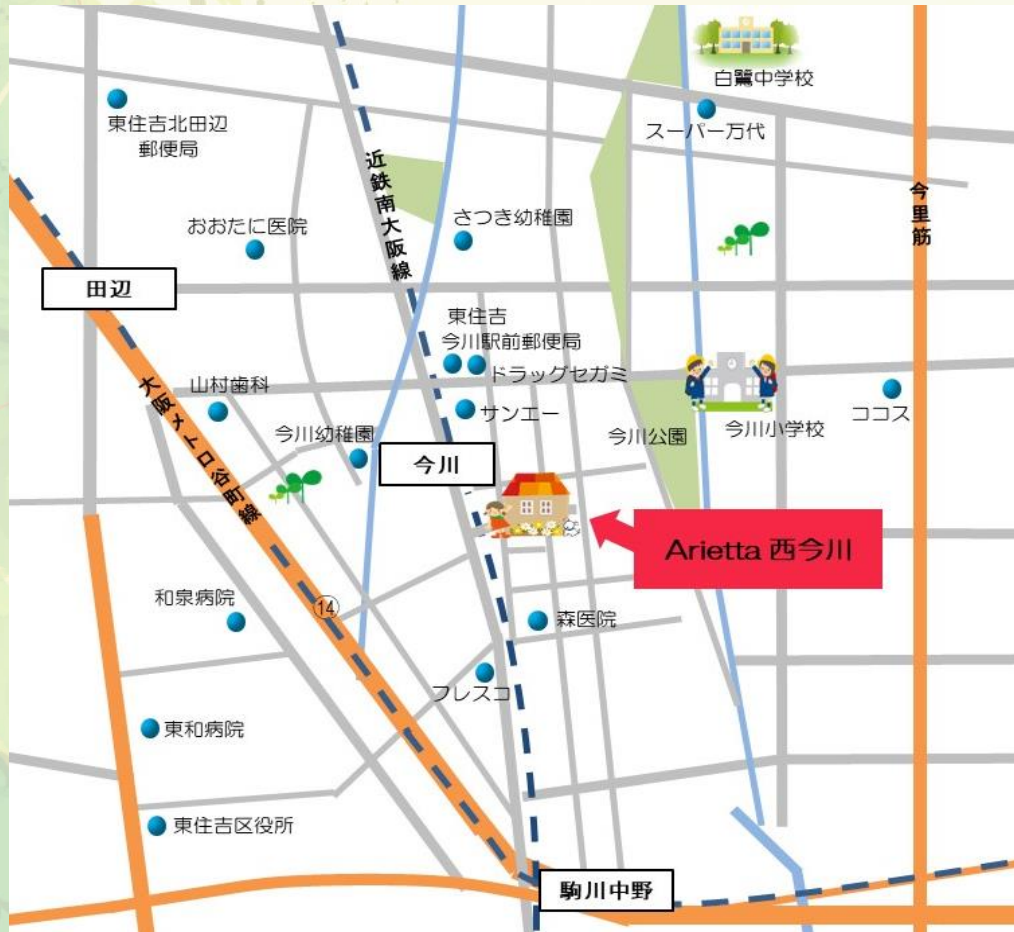 白鷺中学校
スーパー万代
東住吉北田辺
郵便局
近鉄南大阪線
今里筋
おおたに医院
さつき幼稚園
田辺
東住吉
今川駅前郵便局
ドラッグセガミ
山村歯科
サンエー
今川幼稚園
今川
今川公園
今川小学校
ココス
大阪メトロ谷町線
Arietta 西今川
和泉病院
14
森医院
フレスコ
東和病院
東住吉区役所
駒川中野